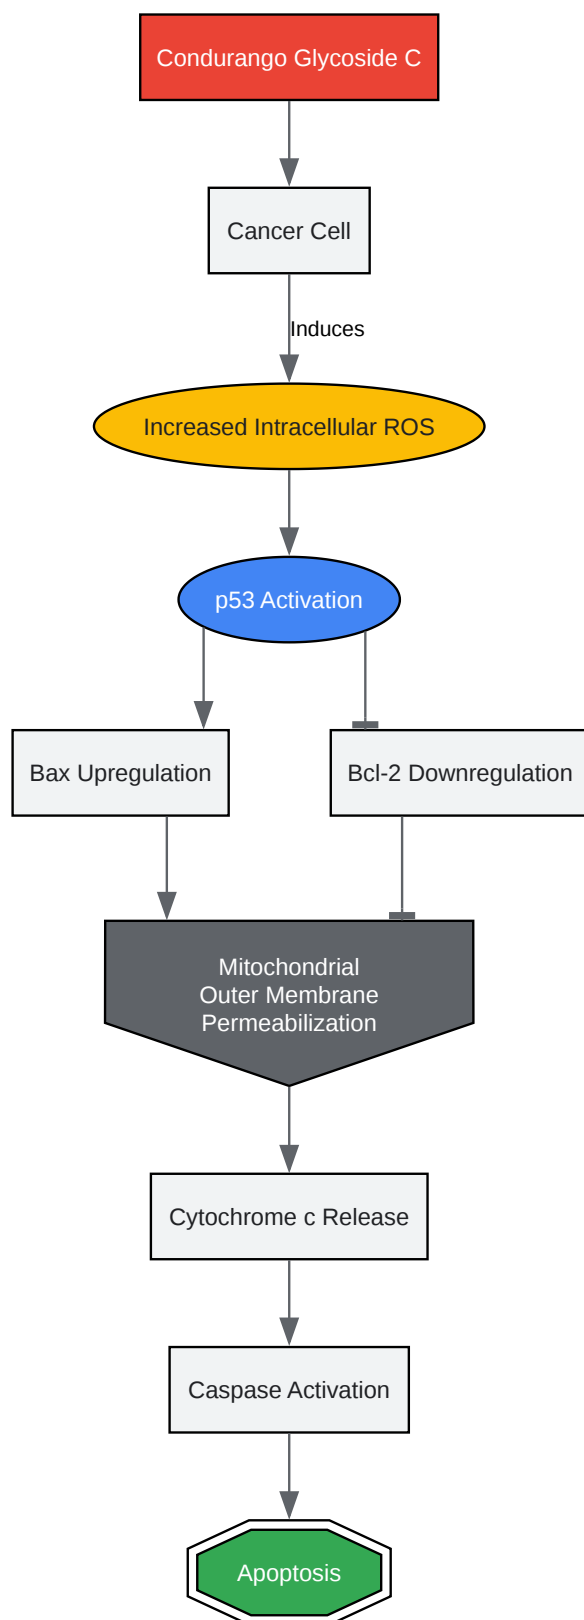 Condurango Glycoside C
Cancer Cell
Induces
Increased Intracellular ROS
p53 Activation
Bax Upregulation
Bcl-2 Downregulation
Mitochondrial
Outer Membrane
Permeabilization
Cytochrome c Release
Caspase Activation
Apoptosis